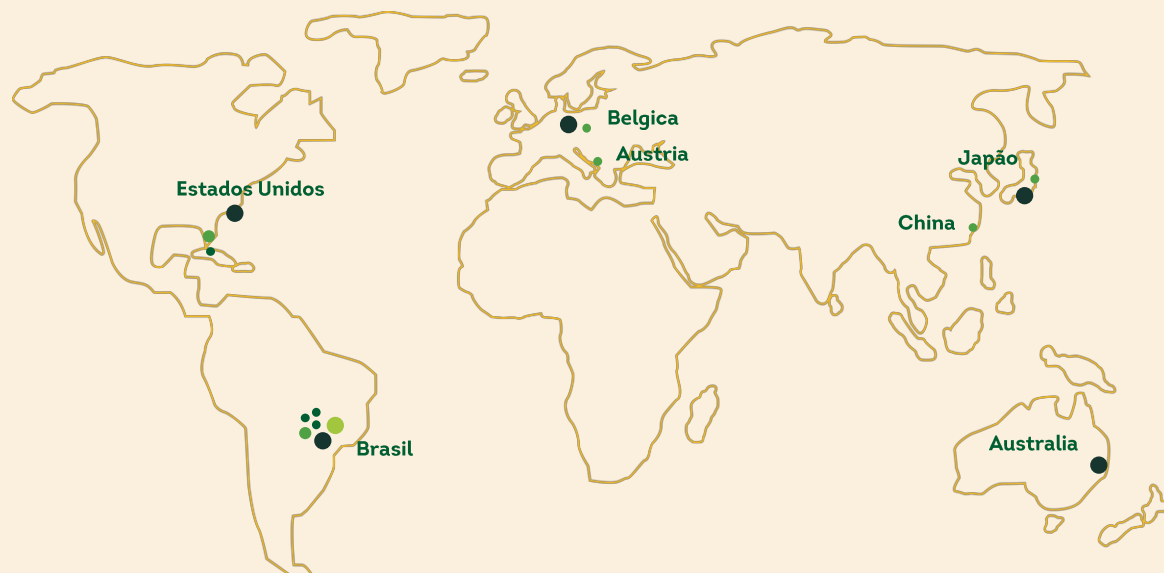 Belgica
Austria
Japão
Estados Unidos
China
Australia
Brasil